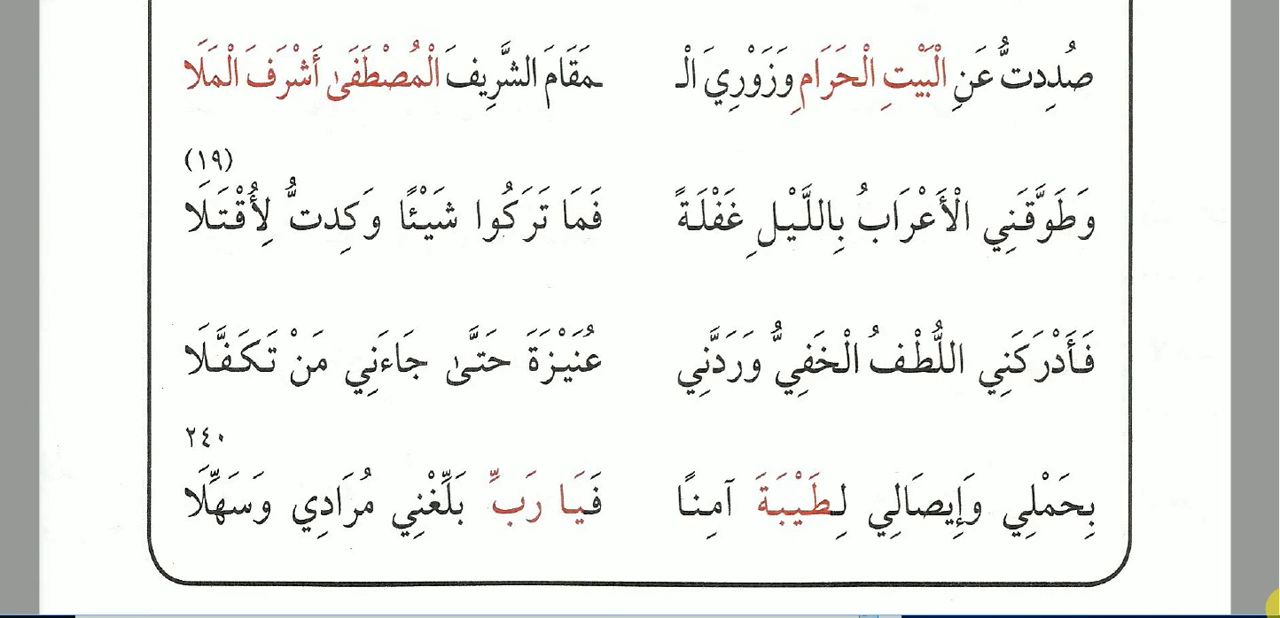 صُدِدتُّ عَنِ الْبَيْتِ الْحَرَامِ وَزَوْرِيَ الْـ ـمَقَامَ الشَّرِيفَ الْمُصْطَفَىٰ أَشْرَفَ الْمَلَا
(١٩)
وَطَوَّقَنِي الْأَعْرَابُ بِاللَّيْلِ غَفْلَةً فَمَا تَرَكُوا شَيْئًا وَكِدتُّ لِأُقْتَلَا
فَأَدْرَكَنِي اللُّطْفُ الْخَفِيُّ وَرَدَّنِي عُنَيْزَةَ حَتَّىٰ جَاءَنِي مَنْ تَكَفَّلَا
٢٤٠
بِحَمْلِي وَإِيصَالِي لِطَيْبَةَ آمِنًا فَيَا رَبِّ بَلِّغْنِي مُرَادِي وَسَهِّلَا